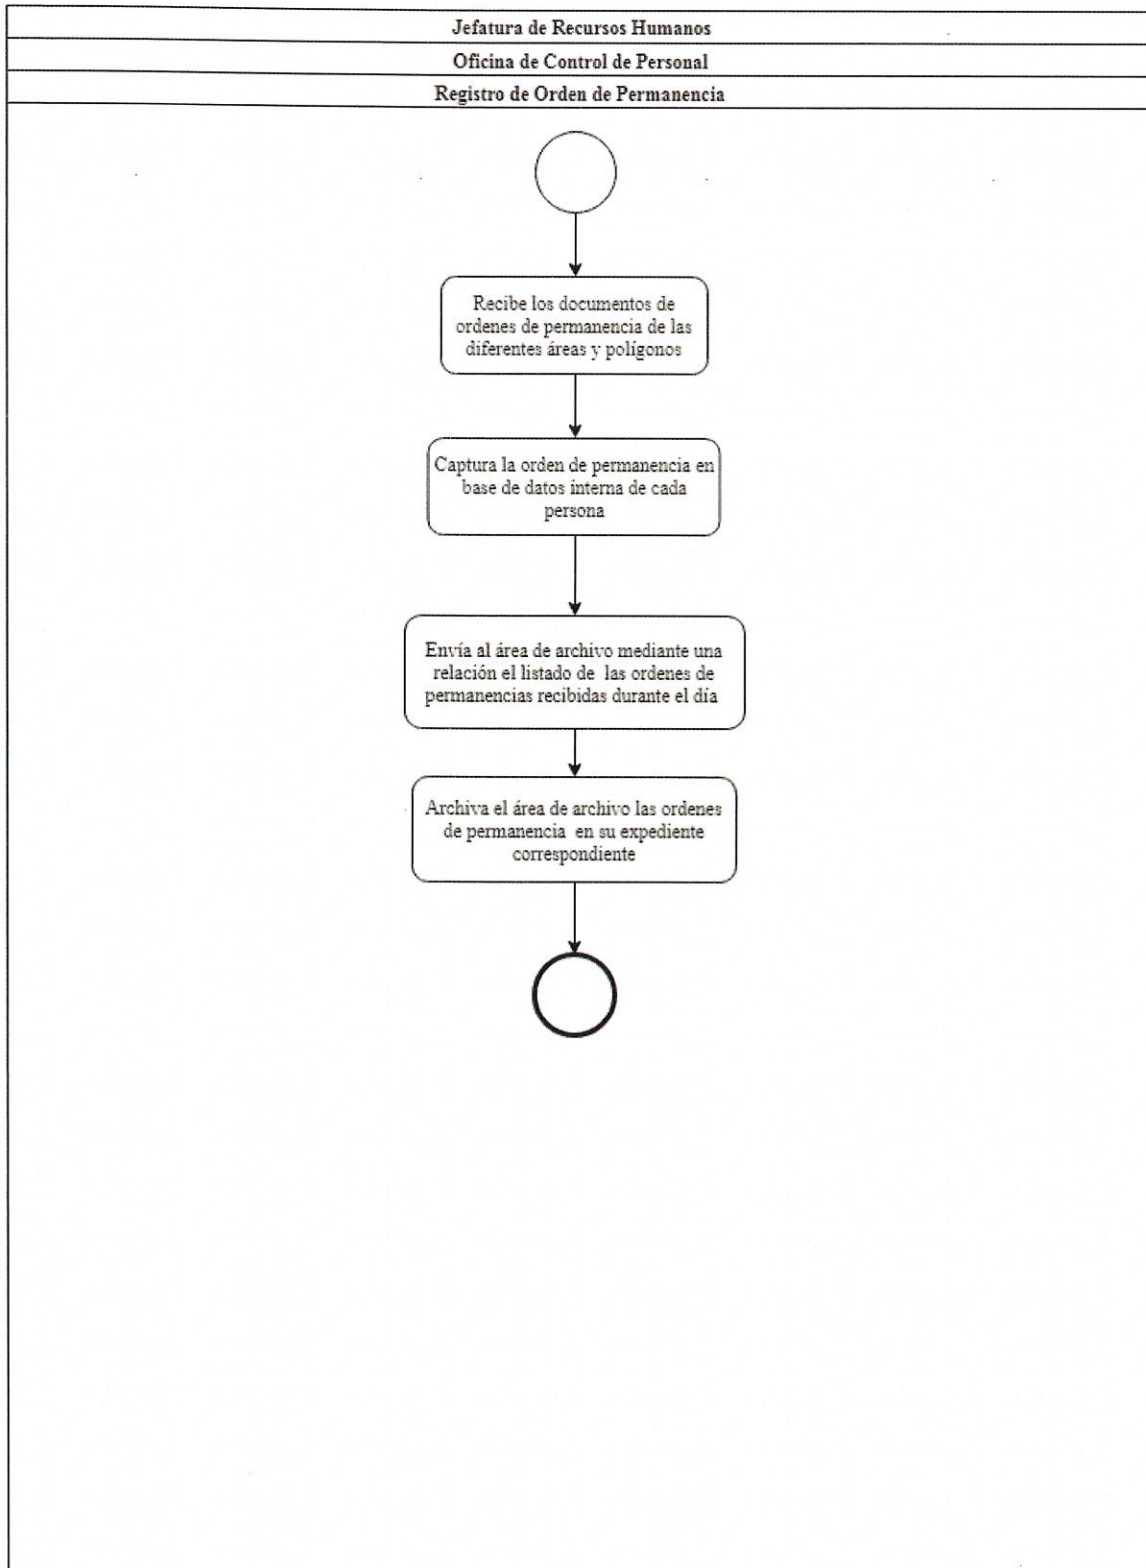 Jefatura de Recursos Humanos
Oficina de Control de Personal
Registro de Orden de Permanencia
Recibe los documentos de
ordenes de permanencia de las
diferentes áreas y polígonos
Captura la orden de permanencia en
base de datos interna de cada
persona
Envía al área de archivo mediante una
relación el listado de las ordenes de
permanencias recibidas durante el día
Archiva el área de archivo las ordenes
de permanencia en su expediente
correspondiente